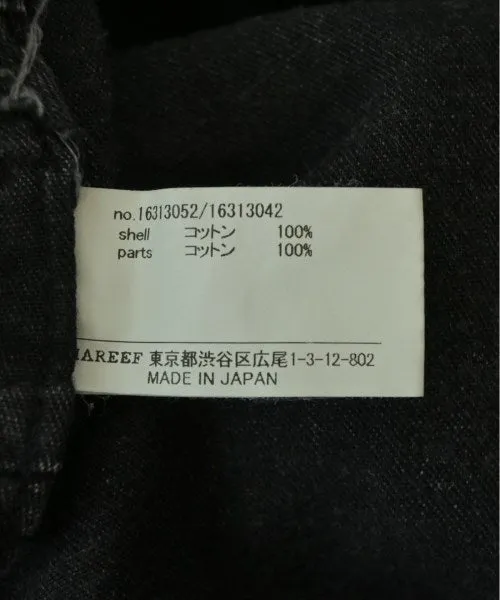 no.16313052/16313042
shell コットン 100%
parts コットン 100%
東京都渋谷区広尾1-3-12-802
MADE IN JAPAN